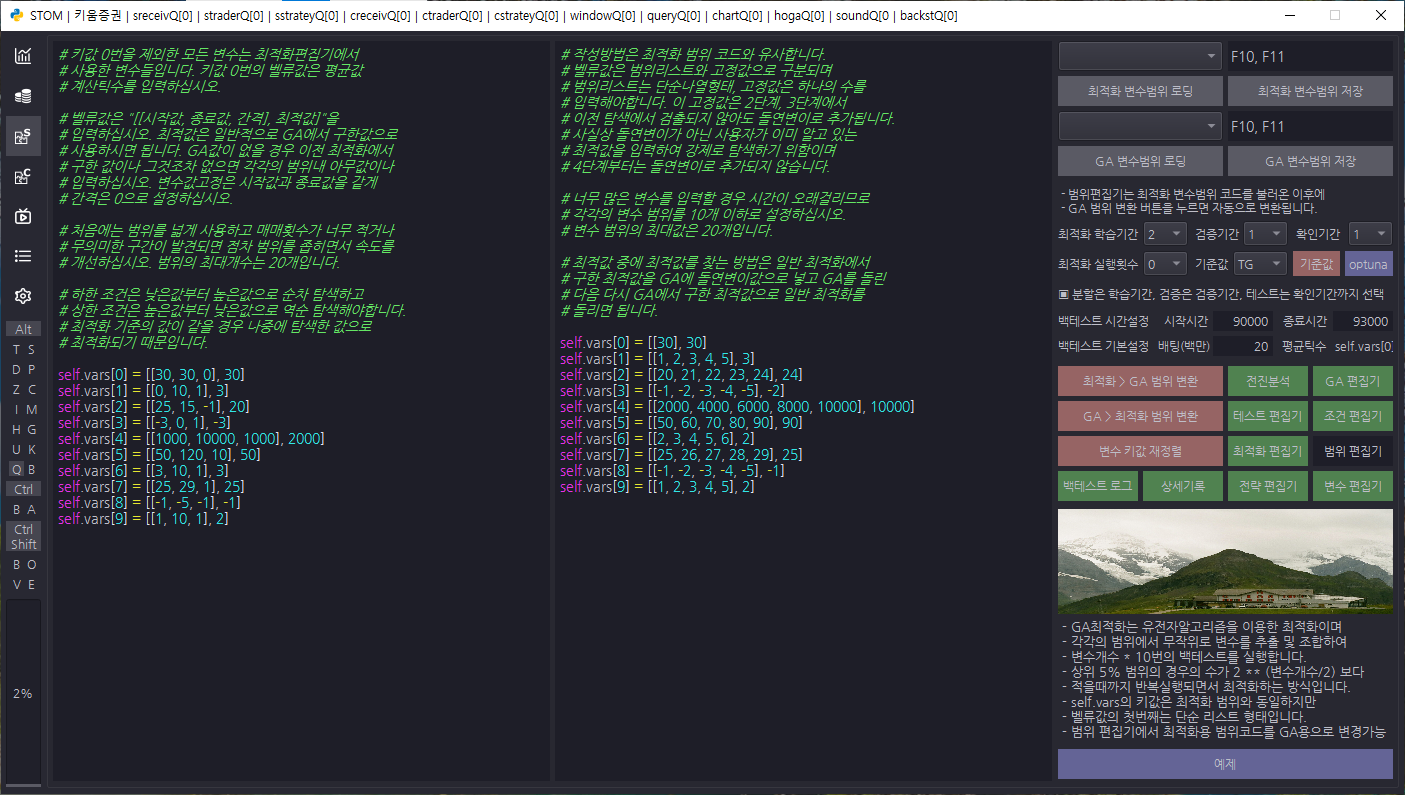 STOM | 키움증권 | sreceivQ[0] | straderQ[0] | sstrateyQ[0] | creceivQ[0] | ctraderQ[0] | cstrateyQ[0] | windowQ[0] | queryQ[0] | chartQ[0] | hogaQ[0] | soundQ[0 | backstQ[0]
Alt
T S
D P
Z C
I M
H G
U K
Q B
Ctrl
B A
Ctrl
Shift
B O
V E
2%
# 키값 0번을 제외한 모든 변수는 최적화편집기에서
# 사용한 변수들입니다. 키값 0번의 벨류값은 평균값
# 계산틱수를 입력하십시오.
# 벨류값은 "[[시작값, 종료값, 간격], 최적값]"을
# 입력하십시오. 최적값은 일반적으로 GA에서 구한값으로
# 사용하시면 됩니다. GA값이 없을 경우 이전 최적화에서
# 구한 값이나 그것조차 없으면 각각의 범위내 아무값이나
# 입력하십시오. 변수값고정은 시작값과 종료값을 같게
# 간격은 0으로 설정하십시오.
# 처음에는 범위를 넓게 사용하고 매매횟수가 너무 적거나
# 무의미한 구간이 발견되면 점차 범위를 좁히면서 속도를
# 개선하십시오. 범위의 최대개수는 20개입니다.
# 하한 조건은 낮은값부터 높은값으로 순차 탐색하고
# 상한 조건은 높은값부터 낮은값으로 역순 탐색해야합니다.
# 최적화 기준의 값이 같을 경우 나중에 탐색한 값으로
# 최적화되기 때문입니다.
self.vars[0] = [[30, 30, 0], 30]
self.vars[1] = [[0, 10, 1], 3]
self.vars[2] = [[25, 15, -1], 20]
self.vars[3] = [[-3, 0, 1], -3]
self.vars[4] = [[1000, 10000, 1000], 2000]
self.vars[5] = [[50, 120, 10], 50]
self.vars[6] = [[3, 10, 1], 3]
self.vars[7] = [[25, 29, 1], 25]
self.vars[8] = [[-1, -5, -1], -1]
self.vars[9] = [[1, 10, 1], 2]
# 작성방법은 최적화 범위 코드와 유사합니다.
# 벨류값은 범위리스트와 고정값으로 구분되며
# 범위리스트는 단순나열형태, 고정값은 하나의 수를
# 입력해야합니다. 이 고정값은 2단계, 3단계에서
# 이전 탐색에서 검출되지 않아도 돌연변이로 추가됩니다.
# 사실상 돌연변이가 아닌 사용자가 이미 알고 있는
# 최적값을 입력하여 강제로 탐색하기 위함이며
# 4단계부터는 돌연변이로 추가되지 않습니다.
# 너무 많은 변수를 입력할 경우 시간이 오래걸리므로
# 각각의 변수 범위를 10개 이하로 설정하십시오.
# 변수 범위의 최대값은 20개입니다.
# 최적값 중에 최적값을 찾는 방법은 일반 최적화에서
# 구한 최적값을 GA에 돌연변이값으로 넣고 GA를 돌린
# 다음 다시 GA에서 구한 최적값으로 일반 최적화를
# 돌리면 됩니다.
self.vars[0] = [[30], 30]
self.vars[1] = [[1, 2, 3, 4, 5], 3]
self.vars[2] = [[20, 21, 22, 23, 24], 24]
self.vars[3] = [[-1, -2, -3, -4, -5], -2]
self.vars[4] = [[2000, 4000, 6000, 8000, 10000], 10000]
self.vars[5] = [[50, 60, 70, 80, 90], 90]
self.vars[6] = [[2, 3, 4, 5, 6], 2]
self.vars[7] = [[25, 26, 27, 28, 29], 25]
self.vars[8] = [[-1, -2, -3, -4, -5], -1]
self.vars[9] = [[1, 2, 3, 4, 5], 2]
F10, F11
최적화 변수범위 로딩 최적화 변수범위 저장
F10, F11
GA 변수범위 로딩 GA 변수범위 저장
- 범위편집기는 최적화 변수범위 코드를 불러온 이후에
- GA 범위 변환 버튼을 누르면 자동으로 변환됩니다.
최적화 학습기간 2 검증기간 1 확인기간 1
최적화 실행횟수 0 기준값 TG 기준값 optuna
▣ 분할은 학습기간, 검증은 검증기간, 테스트는 확인기간까지 선택
백테스트 시간설정 시작시간 90000 종료시간 93000
백테스트 기본설정 배팅(백만) 20 평균틱수 self.vars[0]
최적화 > GA 범위 변환 전진분석 GA 편집기
GA > 최적화 범위 변환 테스트 편집기 조건 편집기
변수 키값 재정렬 최적화 편집기 범위 편집기
백테스트 로그 상세기록 전략 편집기 변수 편집기
- GA최적화는 유전자알고리즘을 이용한 최적화이며
- 각각의 범위에서 무작위로 변수를 추출 및 조합하여
- 변수개수 * 10번의 백테스트를 실행합니다.
- 상위 5% 범위의 경우의 수가 2 ** (변수개수/2) 보다
- 적을때까지 반복실행되면서 최적화하는 방식입니다.
- self.vars의 키값은 최적화 범위와 동일하지만
- 벨류값의 첫번째는 단순 리스트 형태입니다.
- 범위 편집기에서 최적화용 범위코드를 GA용으로 변경가능
예제